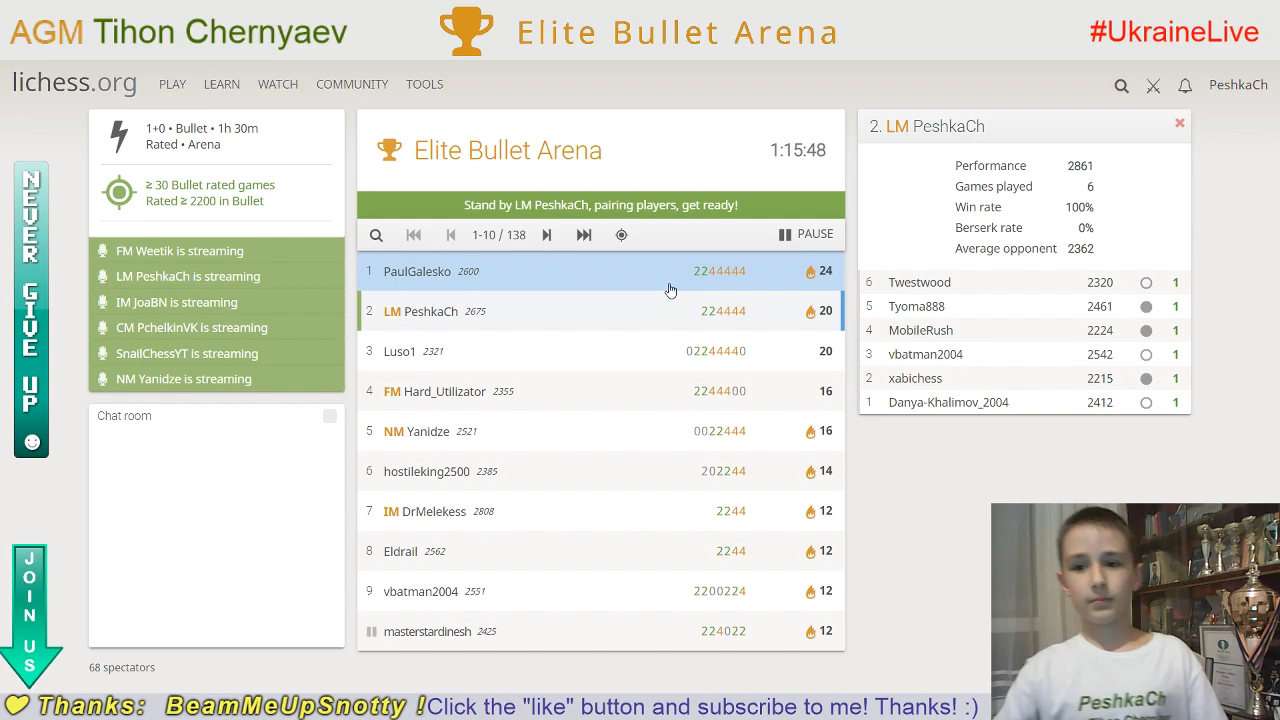 AGM Tihon Chernyaev
Elite Bullet Arena
#UkraineLive
lichess.org
PLAY
LEARN
WATCH
COMMUNITY
TOOLS
PeshkaCh
NEVER GIVE UP
JOIN US
1+0 • Bullet • 1h 30m
Rated • Arena
≥ 30 Bullet rated games
Rated ≥ 2200 in Bullet
FM Weetik is streaming
LM PeshkaCh is streaming
IM JoaBN is streaming
CM PchelkinVK is streaming
SnailChessYT is streaming
NM Yanidze is streaming
Chat room
68 spectators
Elite Bullet Arena
1:15:48
Stand by LM PeshkaCh, pairing players, get ready!
1-10 / 138
PAUSE
1 PaulGalesko 2600 2244444 24
2 LM PeshkaCh 2675 224444 20
3 Luso1 2321 02244440 20
4 FM Hard_Utilizator 2355 2244400 16
5 NM Yanidze 2521 0022444 16
6 hostileking2500 2385 202244 14
7 IM DrMelekess 2808 2244 12
8 Eldrail 2562 2244 12
9 vbatman2004 2551 2200224 12
masterstardinesh 2425 224022 12
2. LM PeshkaCh
Performance 2861
Games played 6
Win rate 100%
Berserk rate 0%
Average opponent 2362
6 Twestwood 2320 1
5 Tyoma888 2461 1
4 MobileRush 2224 1
3 vbatman2004 2542 1
2 xabichess 2215 1
1 Danya-Khalimov_2004 2412 1
PeshkaCh
Thanks: BeamMeUpSnotty !
Click the "like" button and subscribe to me! Thanks! :)